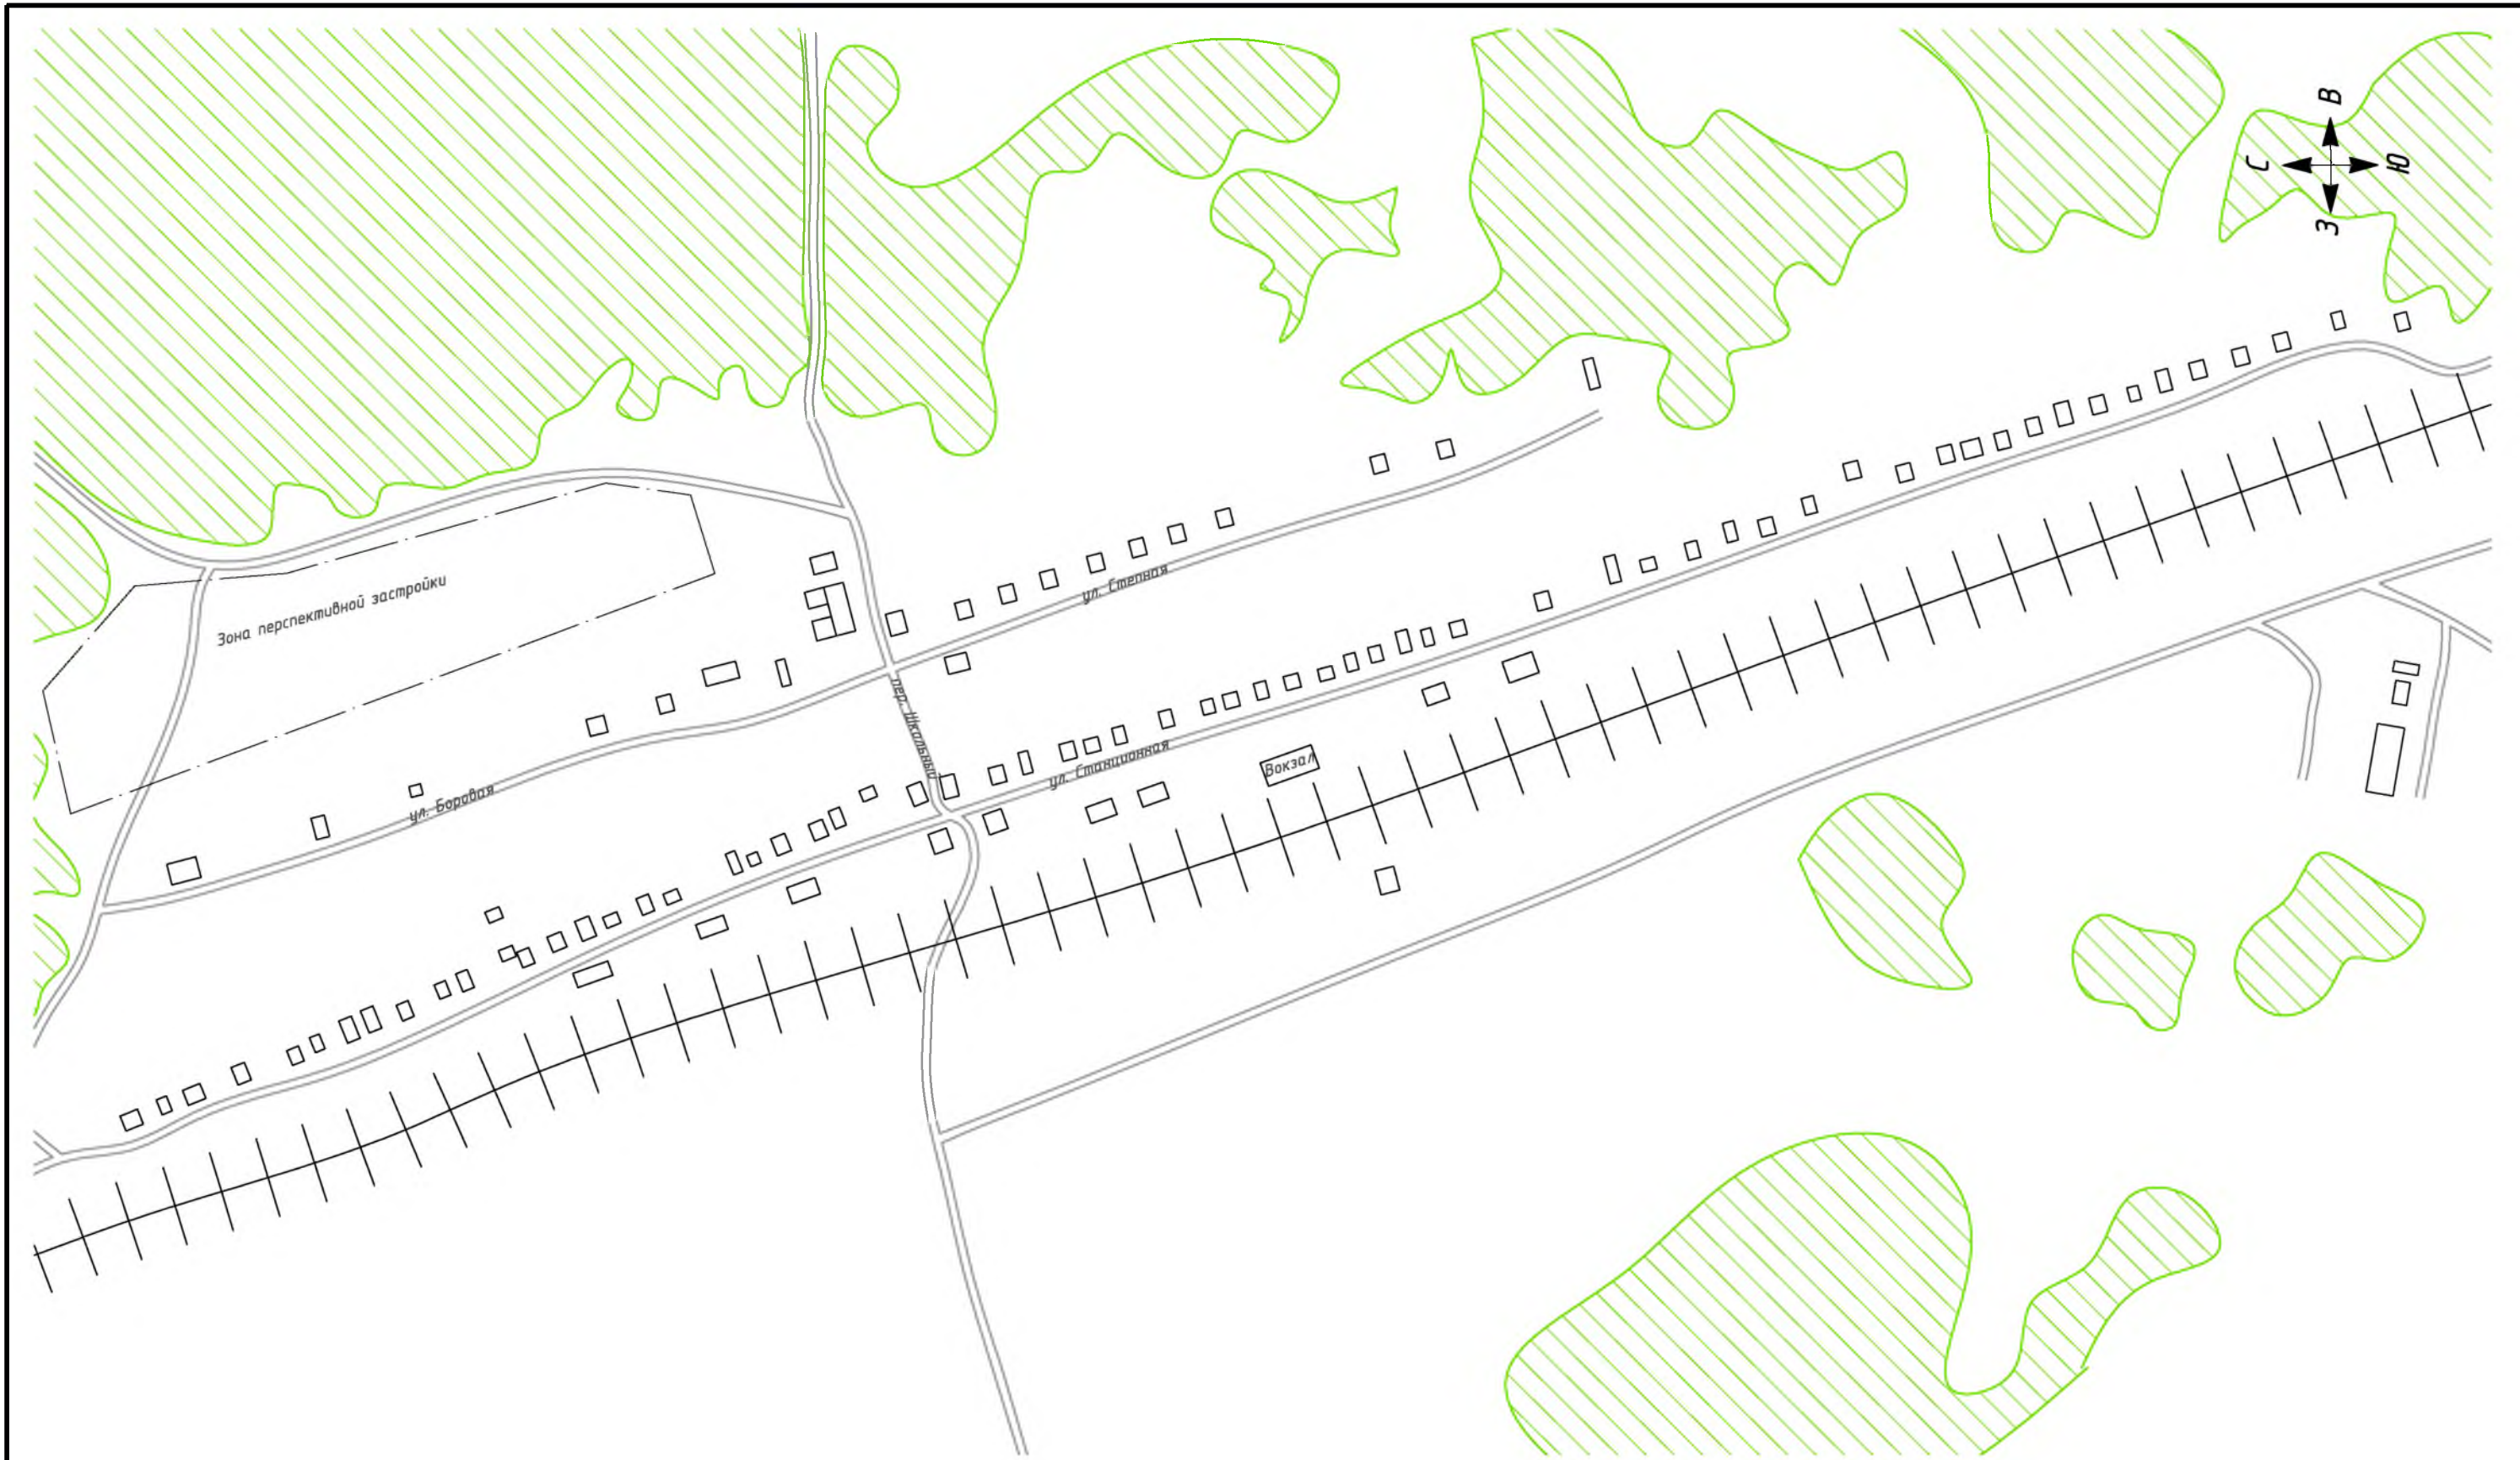 В
С
Ю
З
Зона перспективной застройки
ул. Степная
пер. Школьный
ул. Станционная
Вокзал
ул. Боровая